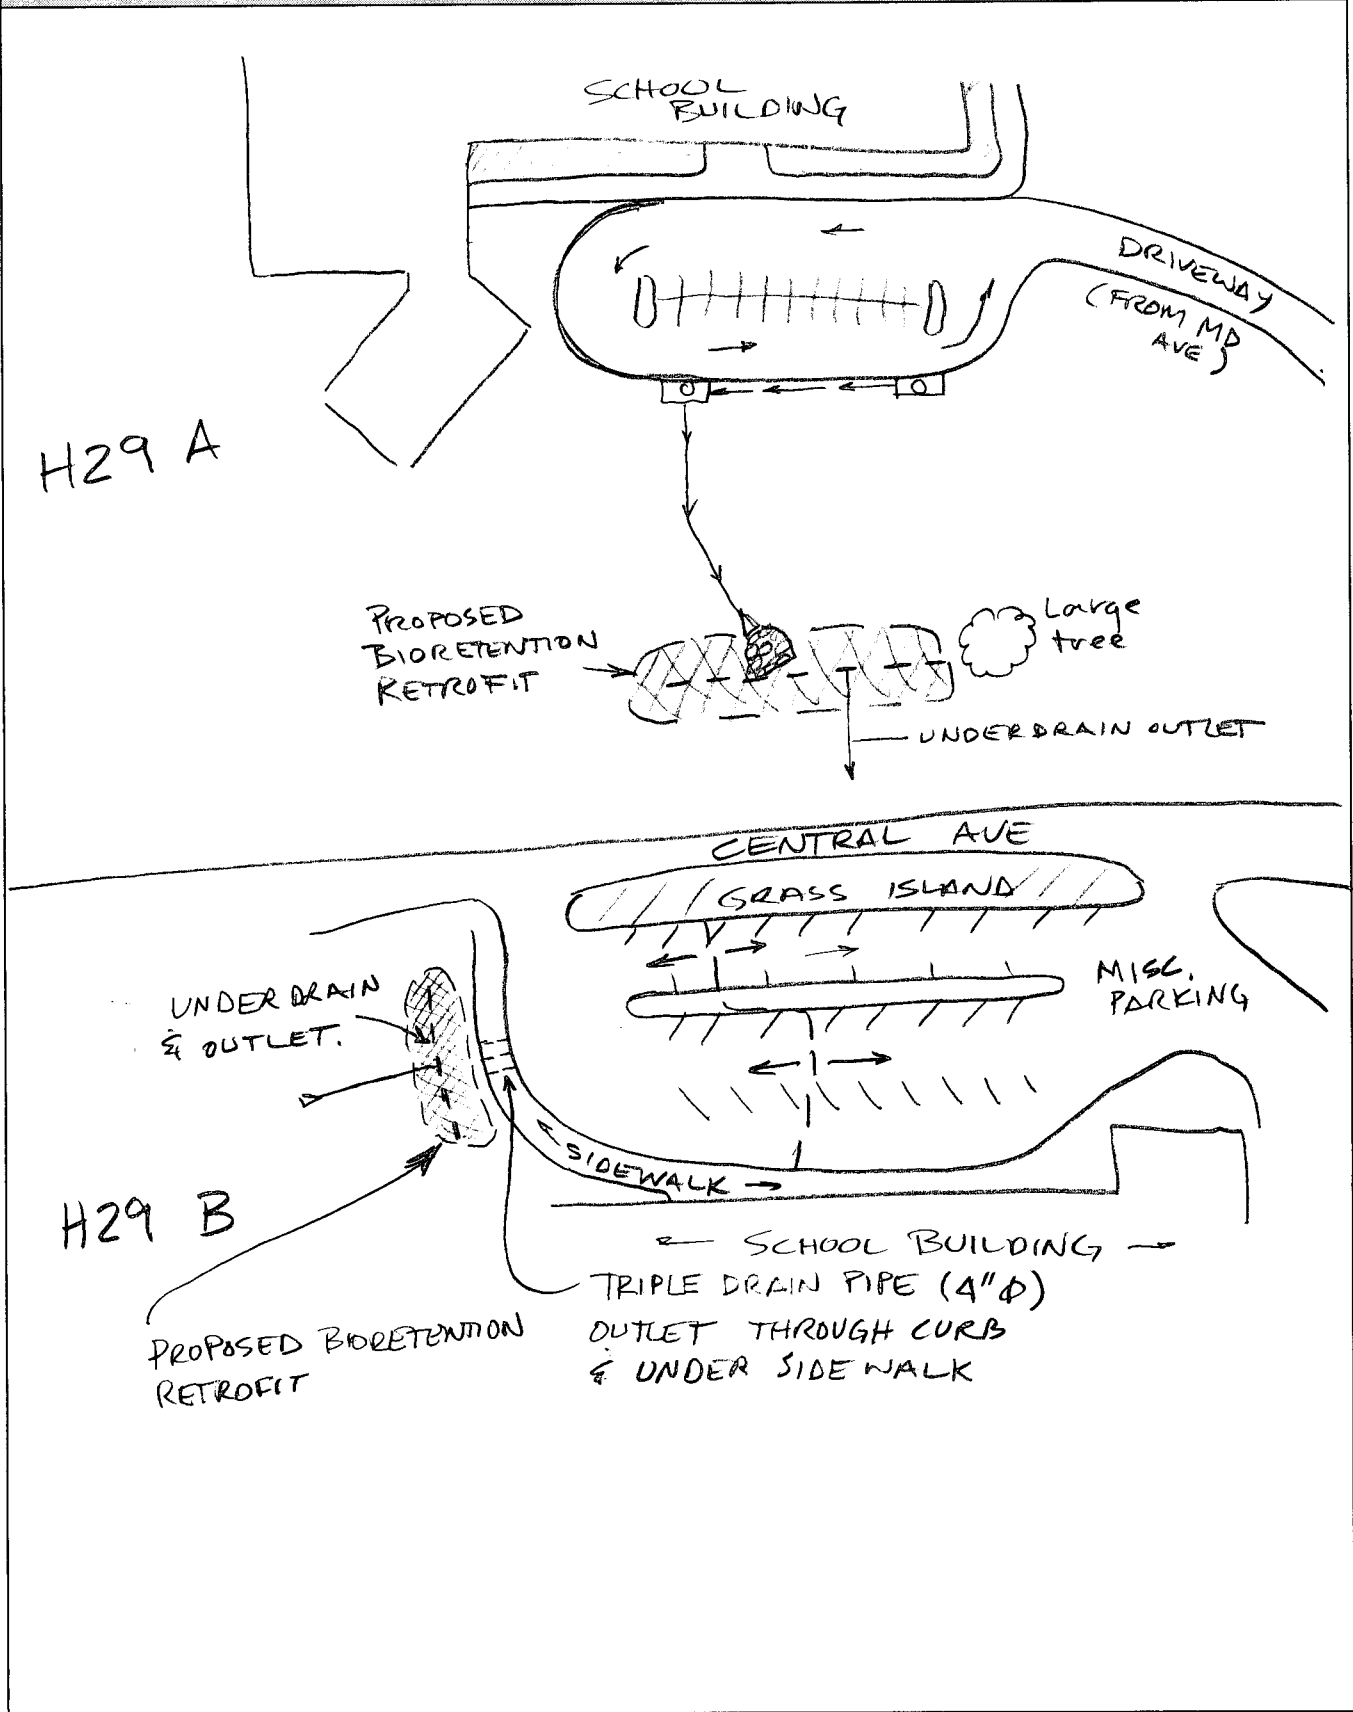 SCHOOL
BUILDING
DRIVEWAY
(FROM MD
AVE)
H29 A
PROPOSED
BIORETENTION
RETROFIT
Large
tree
UNDERDRAIN OUTLET
CENTRAL AVE
GRASS ISLAND
MISC.
PARKING
UNDERDRAIN
& OUTLET.
SIDEWALK
H29 B
SCHOOL BUILDING
TRIPLE DRAIN PIPE (4"Φ)
OUTLET THROUGH CURB
& UNDER SIDEWALK
PROPOSED BIORETENTION
RETROFIT